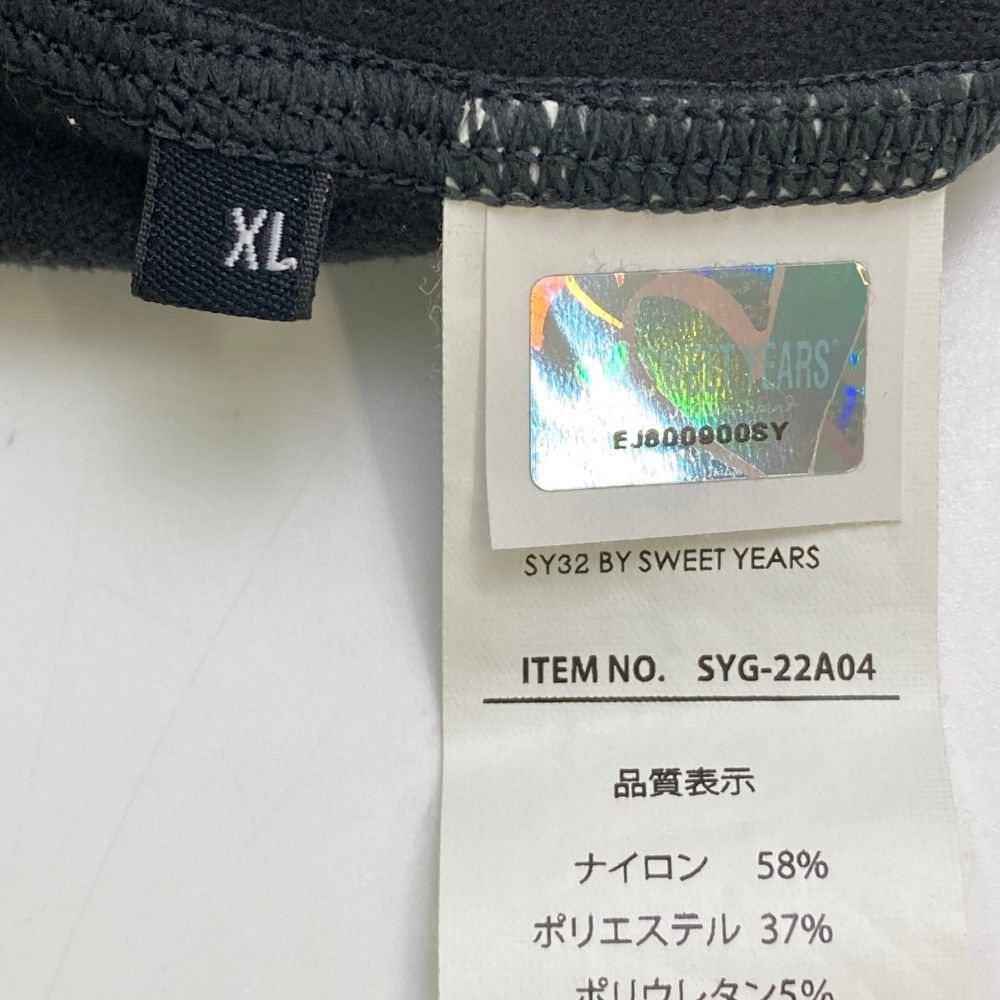 XL
SWEET YEARS
EJ800900SY
SY32 BY SWEET YEARS
ITEM NO. SYG-22A04
品質表示
ナイロン 58%
ポリエステル 37%
ポリウレタン5%